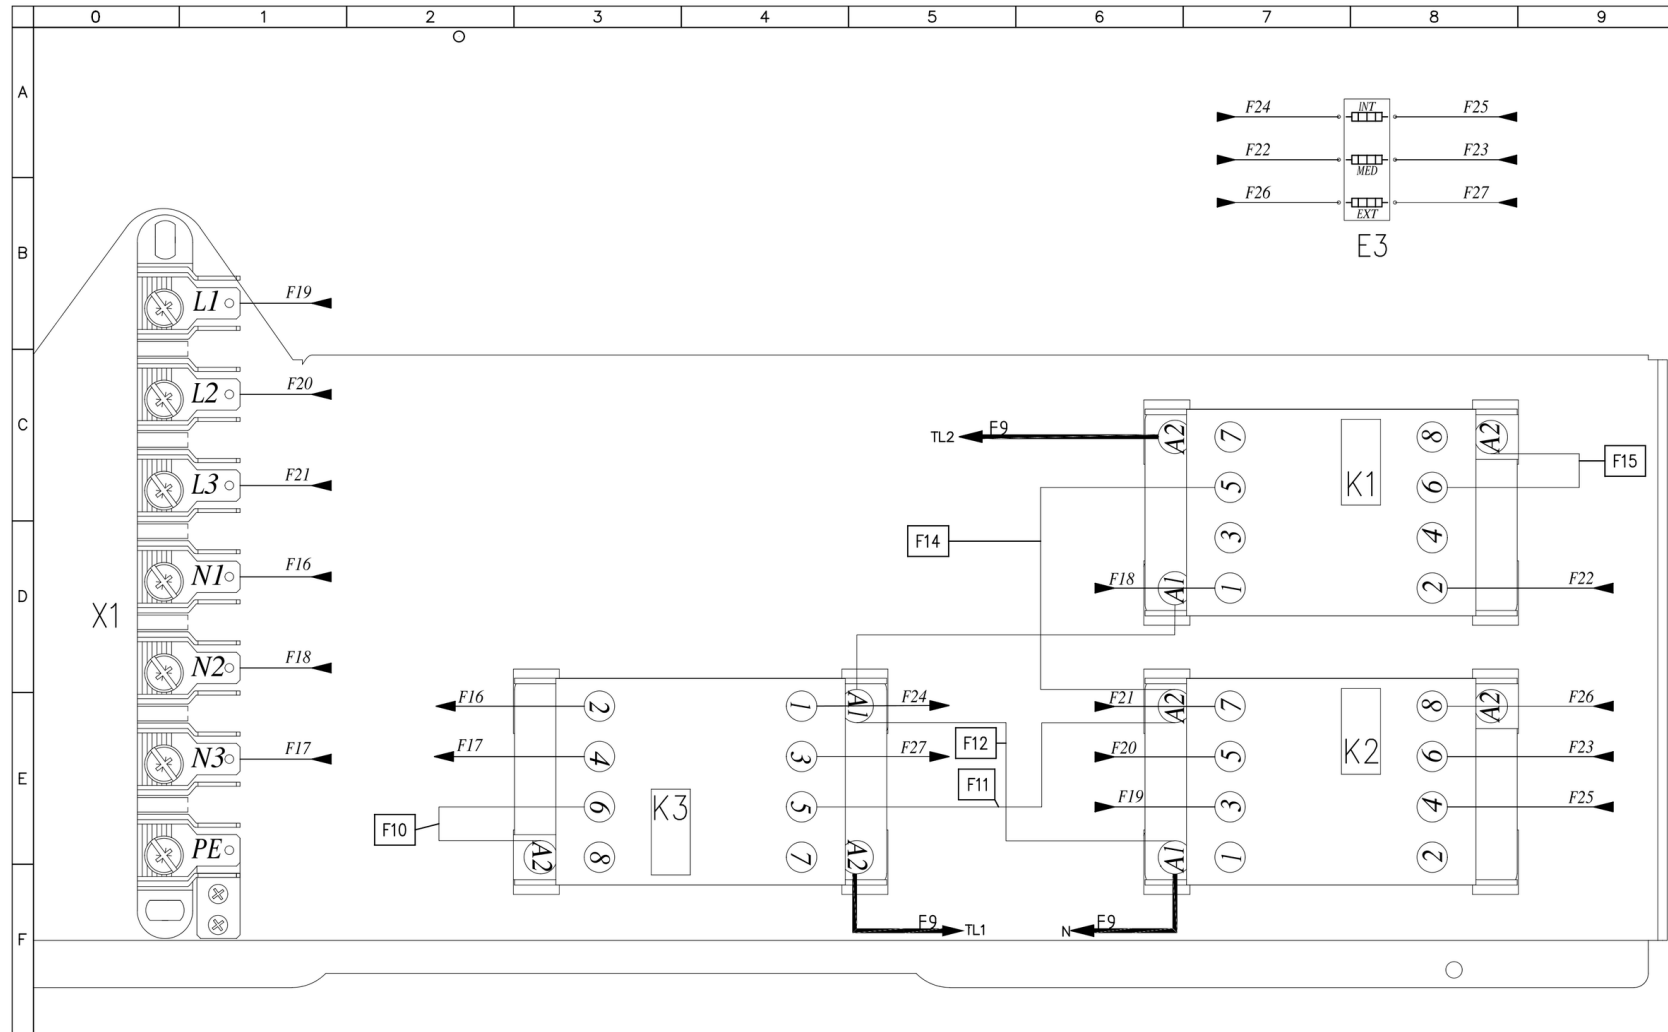 0 1 2 3 4 5 6 7 8 9
A
F24 INT F25
F22 MED F23
F26 EXT F27
E3
B
L1 F19
L2 F20
C
TL2 F9 A2 7 K1 8 A2
F15
L3 F21
5 6
F14
3 4
D
N1 F16
F18 A1 1 2 F22
X1
N2 F18
E
F16 2 1 A1 F24
F21 A2 7 K2 8 A2 F26
N3 F17
F17 4 3 F27
F12
F20 5 6 F23
F11
K3
6 5
F19 3 4 F25
F10
PE
A2 8 7 A2
A1 1 2
F
F9 TL1
N F9